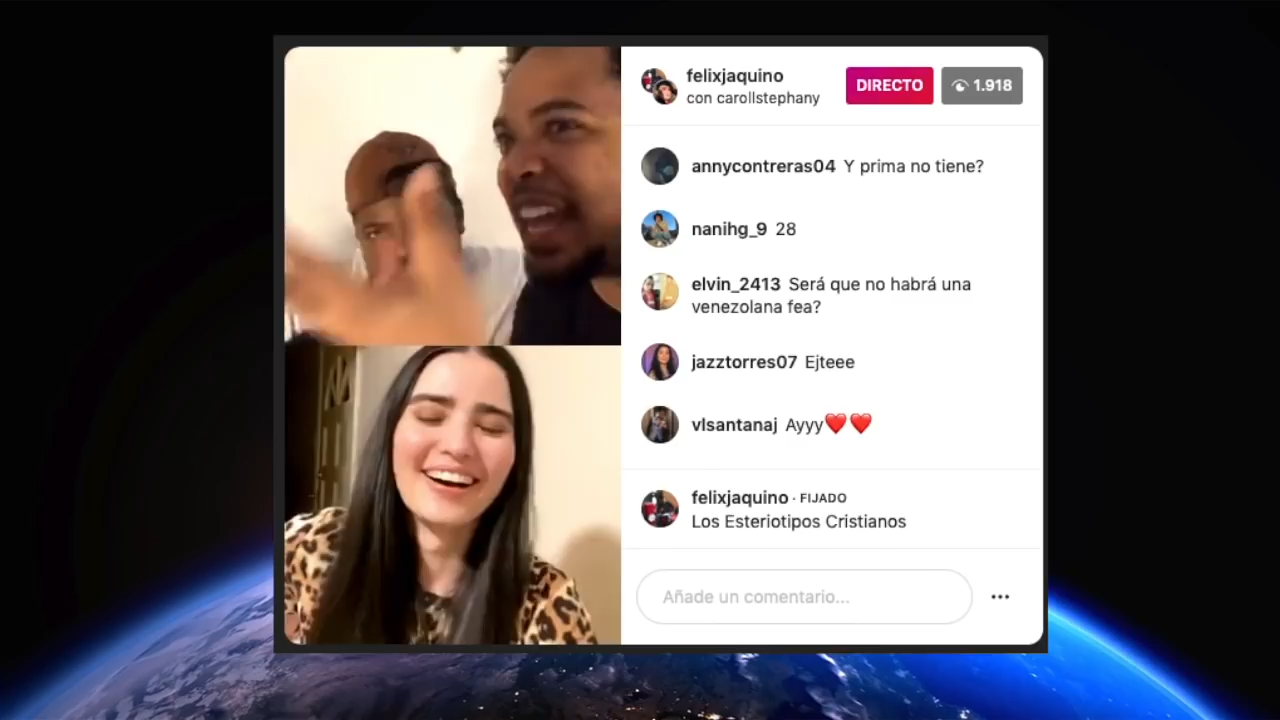 felixjaquino
con carollstephany
DIRECTO
1.918
annycontreras04 Y prima no tiene?
nanihg_9 28
elvin_2413 Será que no habrá una
venezolana fea?
jazztorres07 Ejteee
vlsantanaj Ayyy❤️❤️
felixjaquino · FIJADO
Los Esteriotipos Cristianos
Añade un comentario...